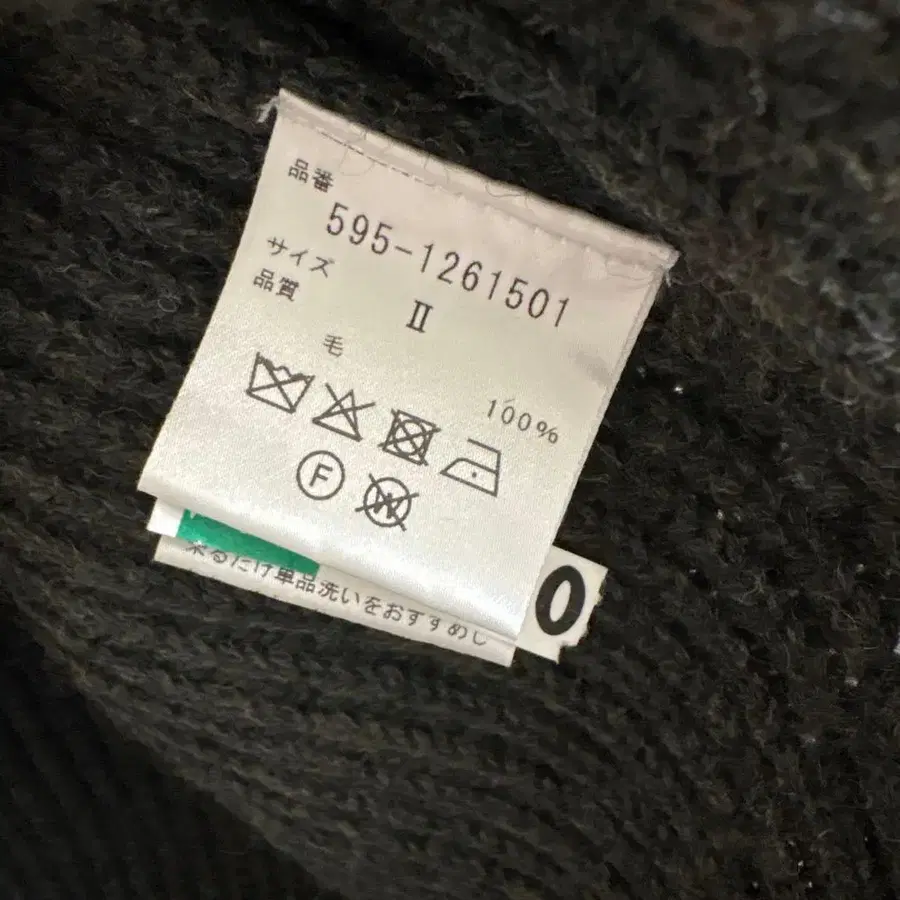 品番
595-1261501
サイズ
II
品質
毛
100%
F
W
来るだけ単品洗いをおすすめし
0